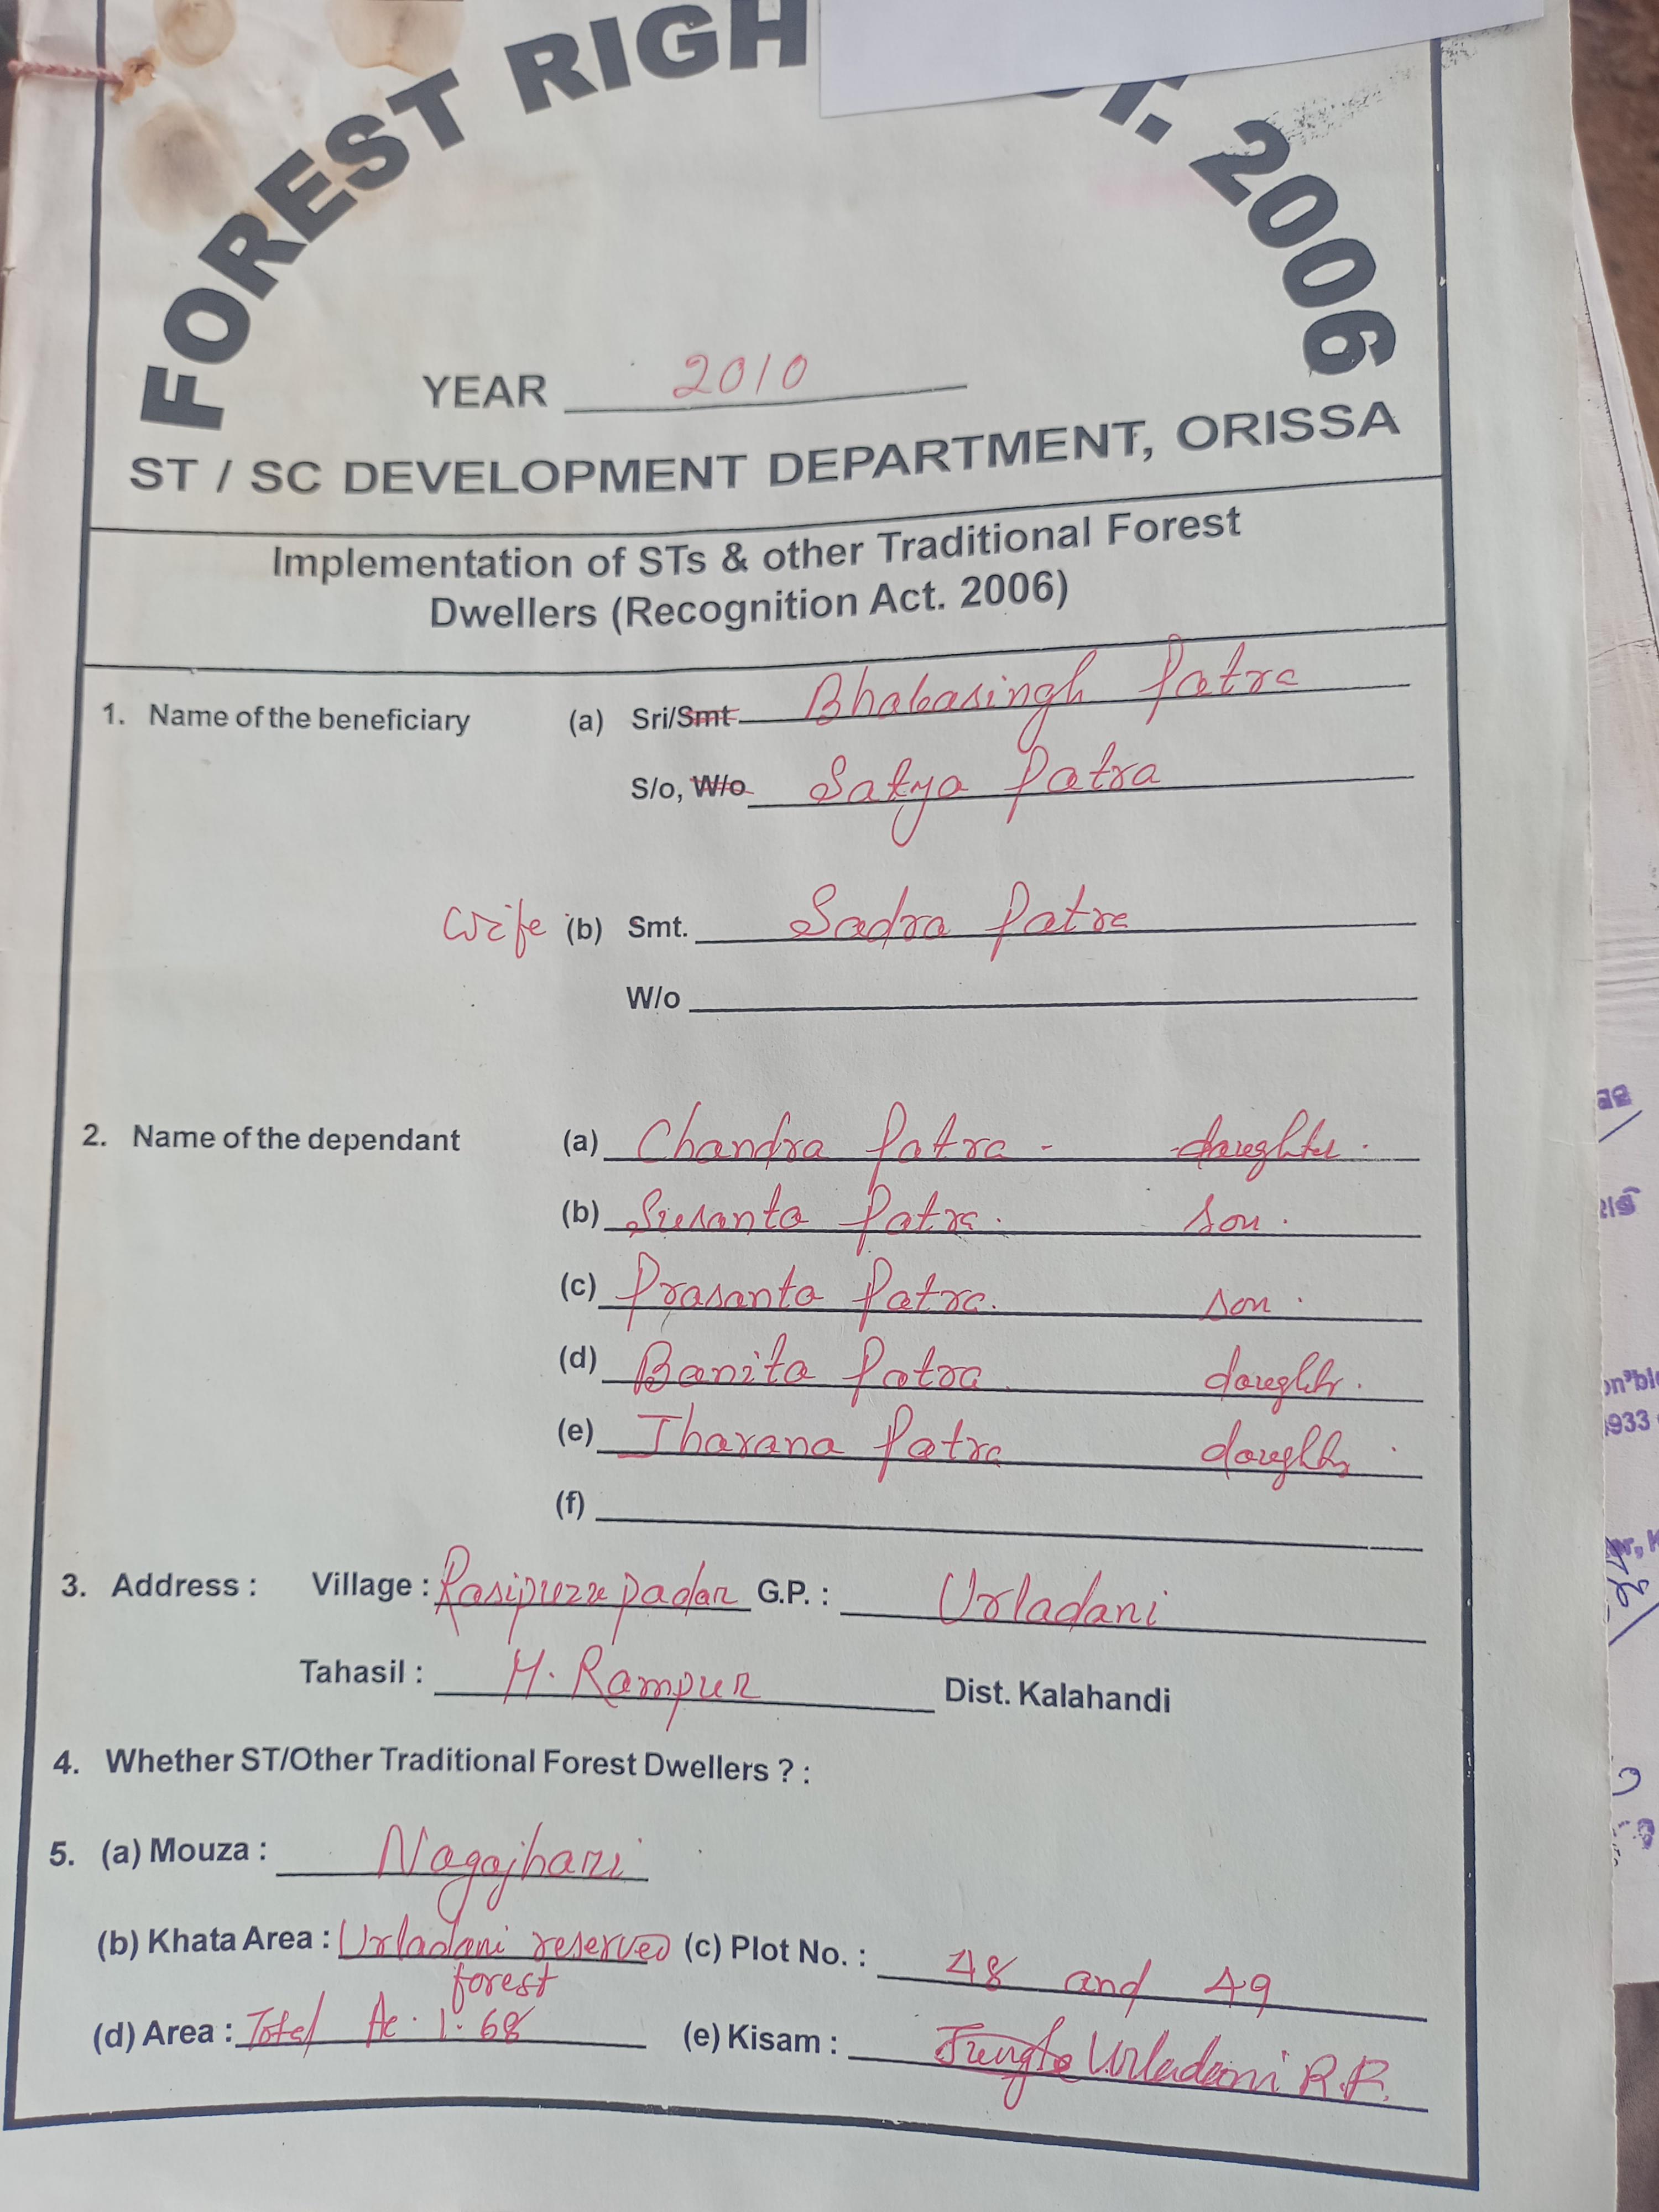 FOREST RIGH T. 2006
YEAR 2010
ST / SC DEVELOPMENT DEPARTMENT, ORISSA
Implementation of STs & other Traditional Forest
Dwellers (Recognition Act. 2006)
1. Name of the beneficiary (a) Sri/Smt Bhabasingh Patra
S/o, W/o Satya Patra
wife (b) Smt. Sadra Patra
W/o
2. Name of the dependant (a) Chandra Patra - daughter.
(b) Susanta Patra. son.
(c) Prasanta Patra. son.
(d) Banita Patra daughter.
(e) Tharana Patra daughter
(f)
3. Address : Village : Rasipurupadar G.P. : Urladani
Tahasil : M. Rampur Dist. Kalahandi
4. Whether ST/Other Traditional Forest Dwellers ? :
5. (a) Mouza : Nagajhari
(b) Khata Area : Urladani reserved (c) Plot No. : 48 and 49
forest
(d) Area : Total Ac. 1.68 (e) Kisam : Jungle Urladani R.F.